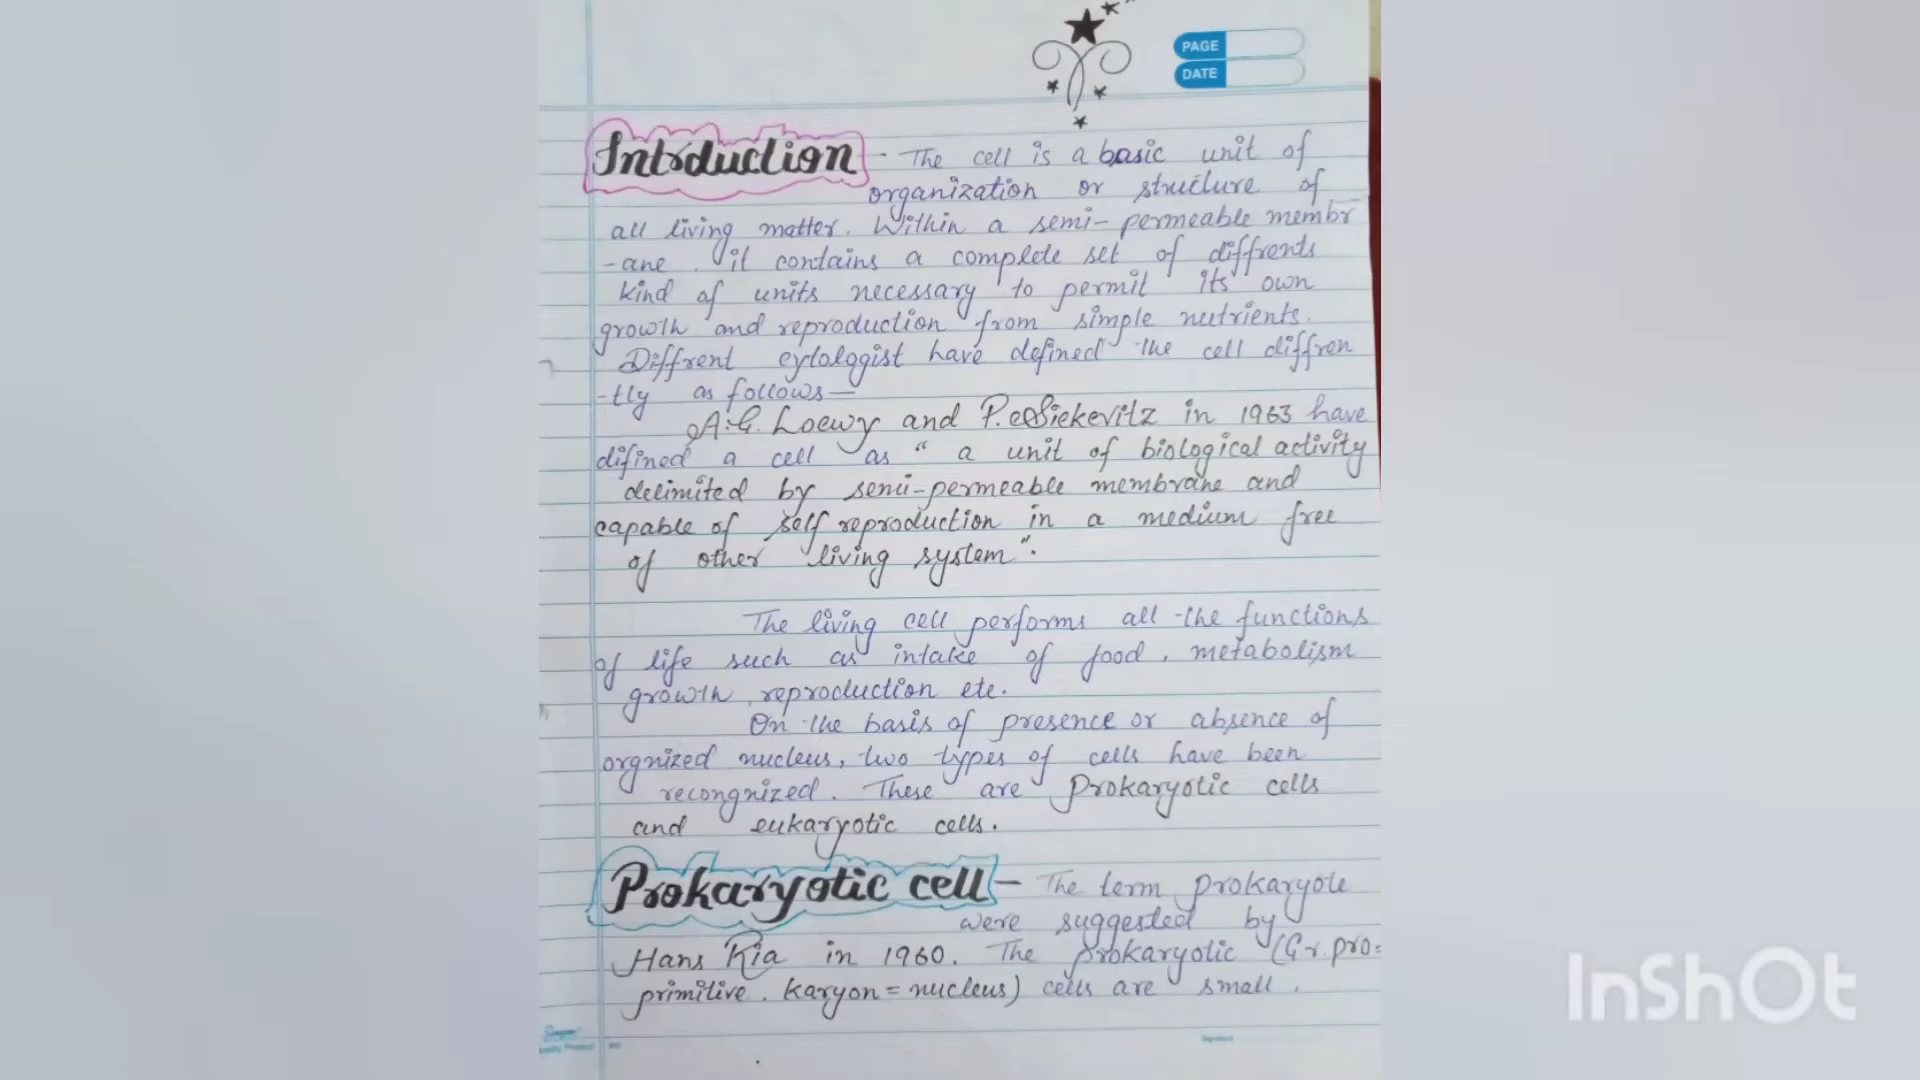 PAGE
DATE
Introduction - The cell is a basic unit of
organization or structure of
all living matter. Within a semi-permeable membr
-ane. it contains a complete set of diffrents
kind of units necessary to permit its own
growth and reproduction from simple nutrients.
Diffrent cytologist have defined the cell diffren
-tly as follows—
A.G. Loewy and P. Siekevitz in 1963 have
difined a cell as “ a unit of biological activity
delimited by semi-permeable membrane and
capable of self reproduction in a medium free
of other living system”.
The living cell performs all the functions
of life such as intake of food, metabolism
growth, reproduction etc.
On the basis of presence or absence of
orgnized nucleus, two types of cells have been
recongnized. These are Prokaryotic cells
and eukaryotic cells.
Prokaryotic cell — The term prokaryote
were suggested by
Hans Ria in 1960. The prokaryotic (Gr. pro=
primitive. karyon = nucleus) cells are small.
InShOt